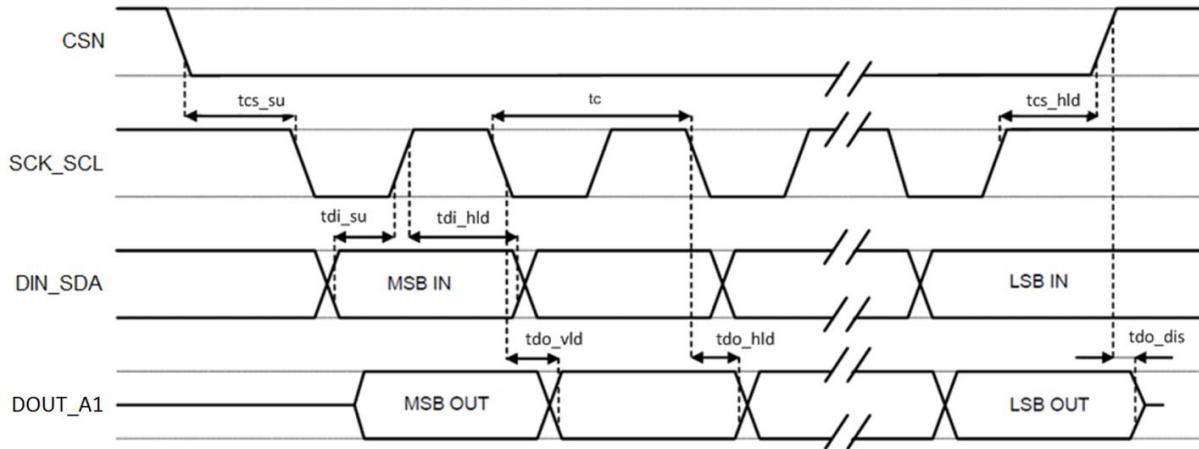 CSN
tcs_su
tc
tcs_hld
SCK_SCL
tdi_su
tdi_hld
DIN_SDA
MSB IN
LSB IN
tdo_vld
tdo_hld
tdo_dis
DOUT_A1
MSB OUT
LSB OUT